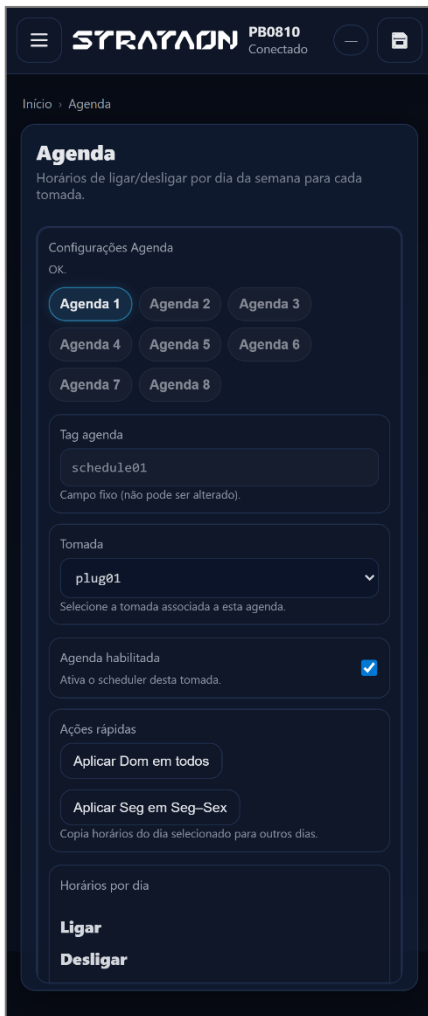 STRATAON
PB0810
Conectado
—
Início › Agenda
Agenda
Horários de ligar/desligar por dia da semana para cada
tomada.
Configurações Agenda
OK.
Agenda 1 Agenda 2 Agenda 3
Agenda 4 Agenda 5 Agenda 6
Agenda 7 Agenda 8
Tag agenda
schedule01
Campo fixo (não pode ser alterado).
Tomada
plug01
Selecione a tomada associada a esta agenda.
Agenda habilitada
Ativa o scheduler desta tomada.
Ações rápidas
Aplicar Dom em todos
Aplicar Seg em Seg–Sex
Copia horários do dia selecionado para outros dias.
Horários por dia
Ligar
Desligar